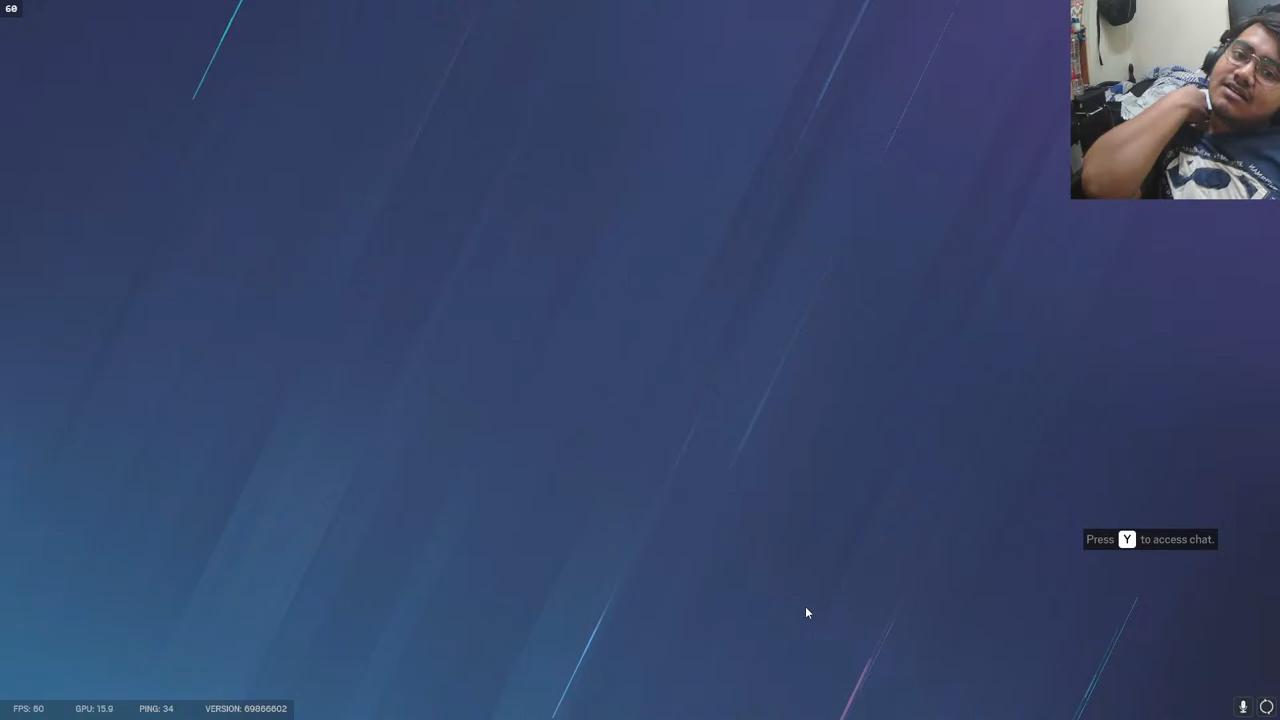 60
Press Y to access chat.
FPS: 60 GPU: 15.9 PING: 34 VERSION: 69866602